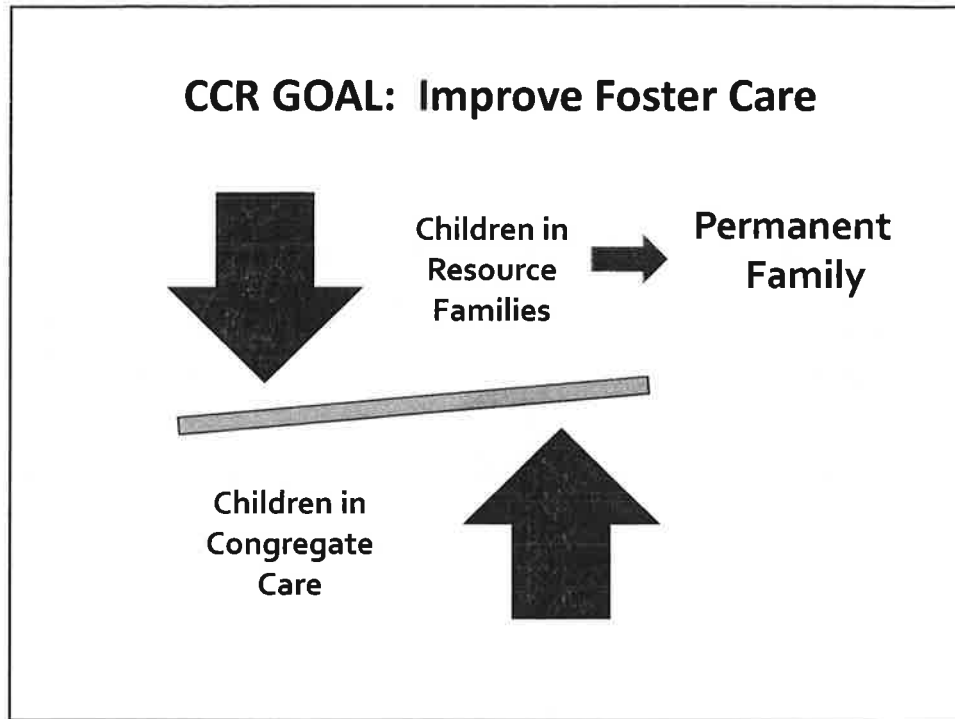 CCR GOAL: Improve Foster Care
Children in
Resource
Families
Permanent
Family
Children in
Congregate
Care